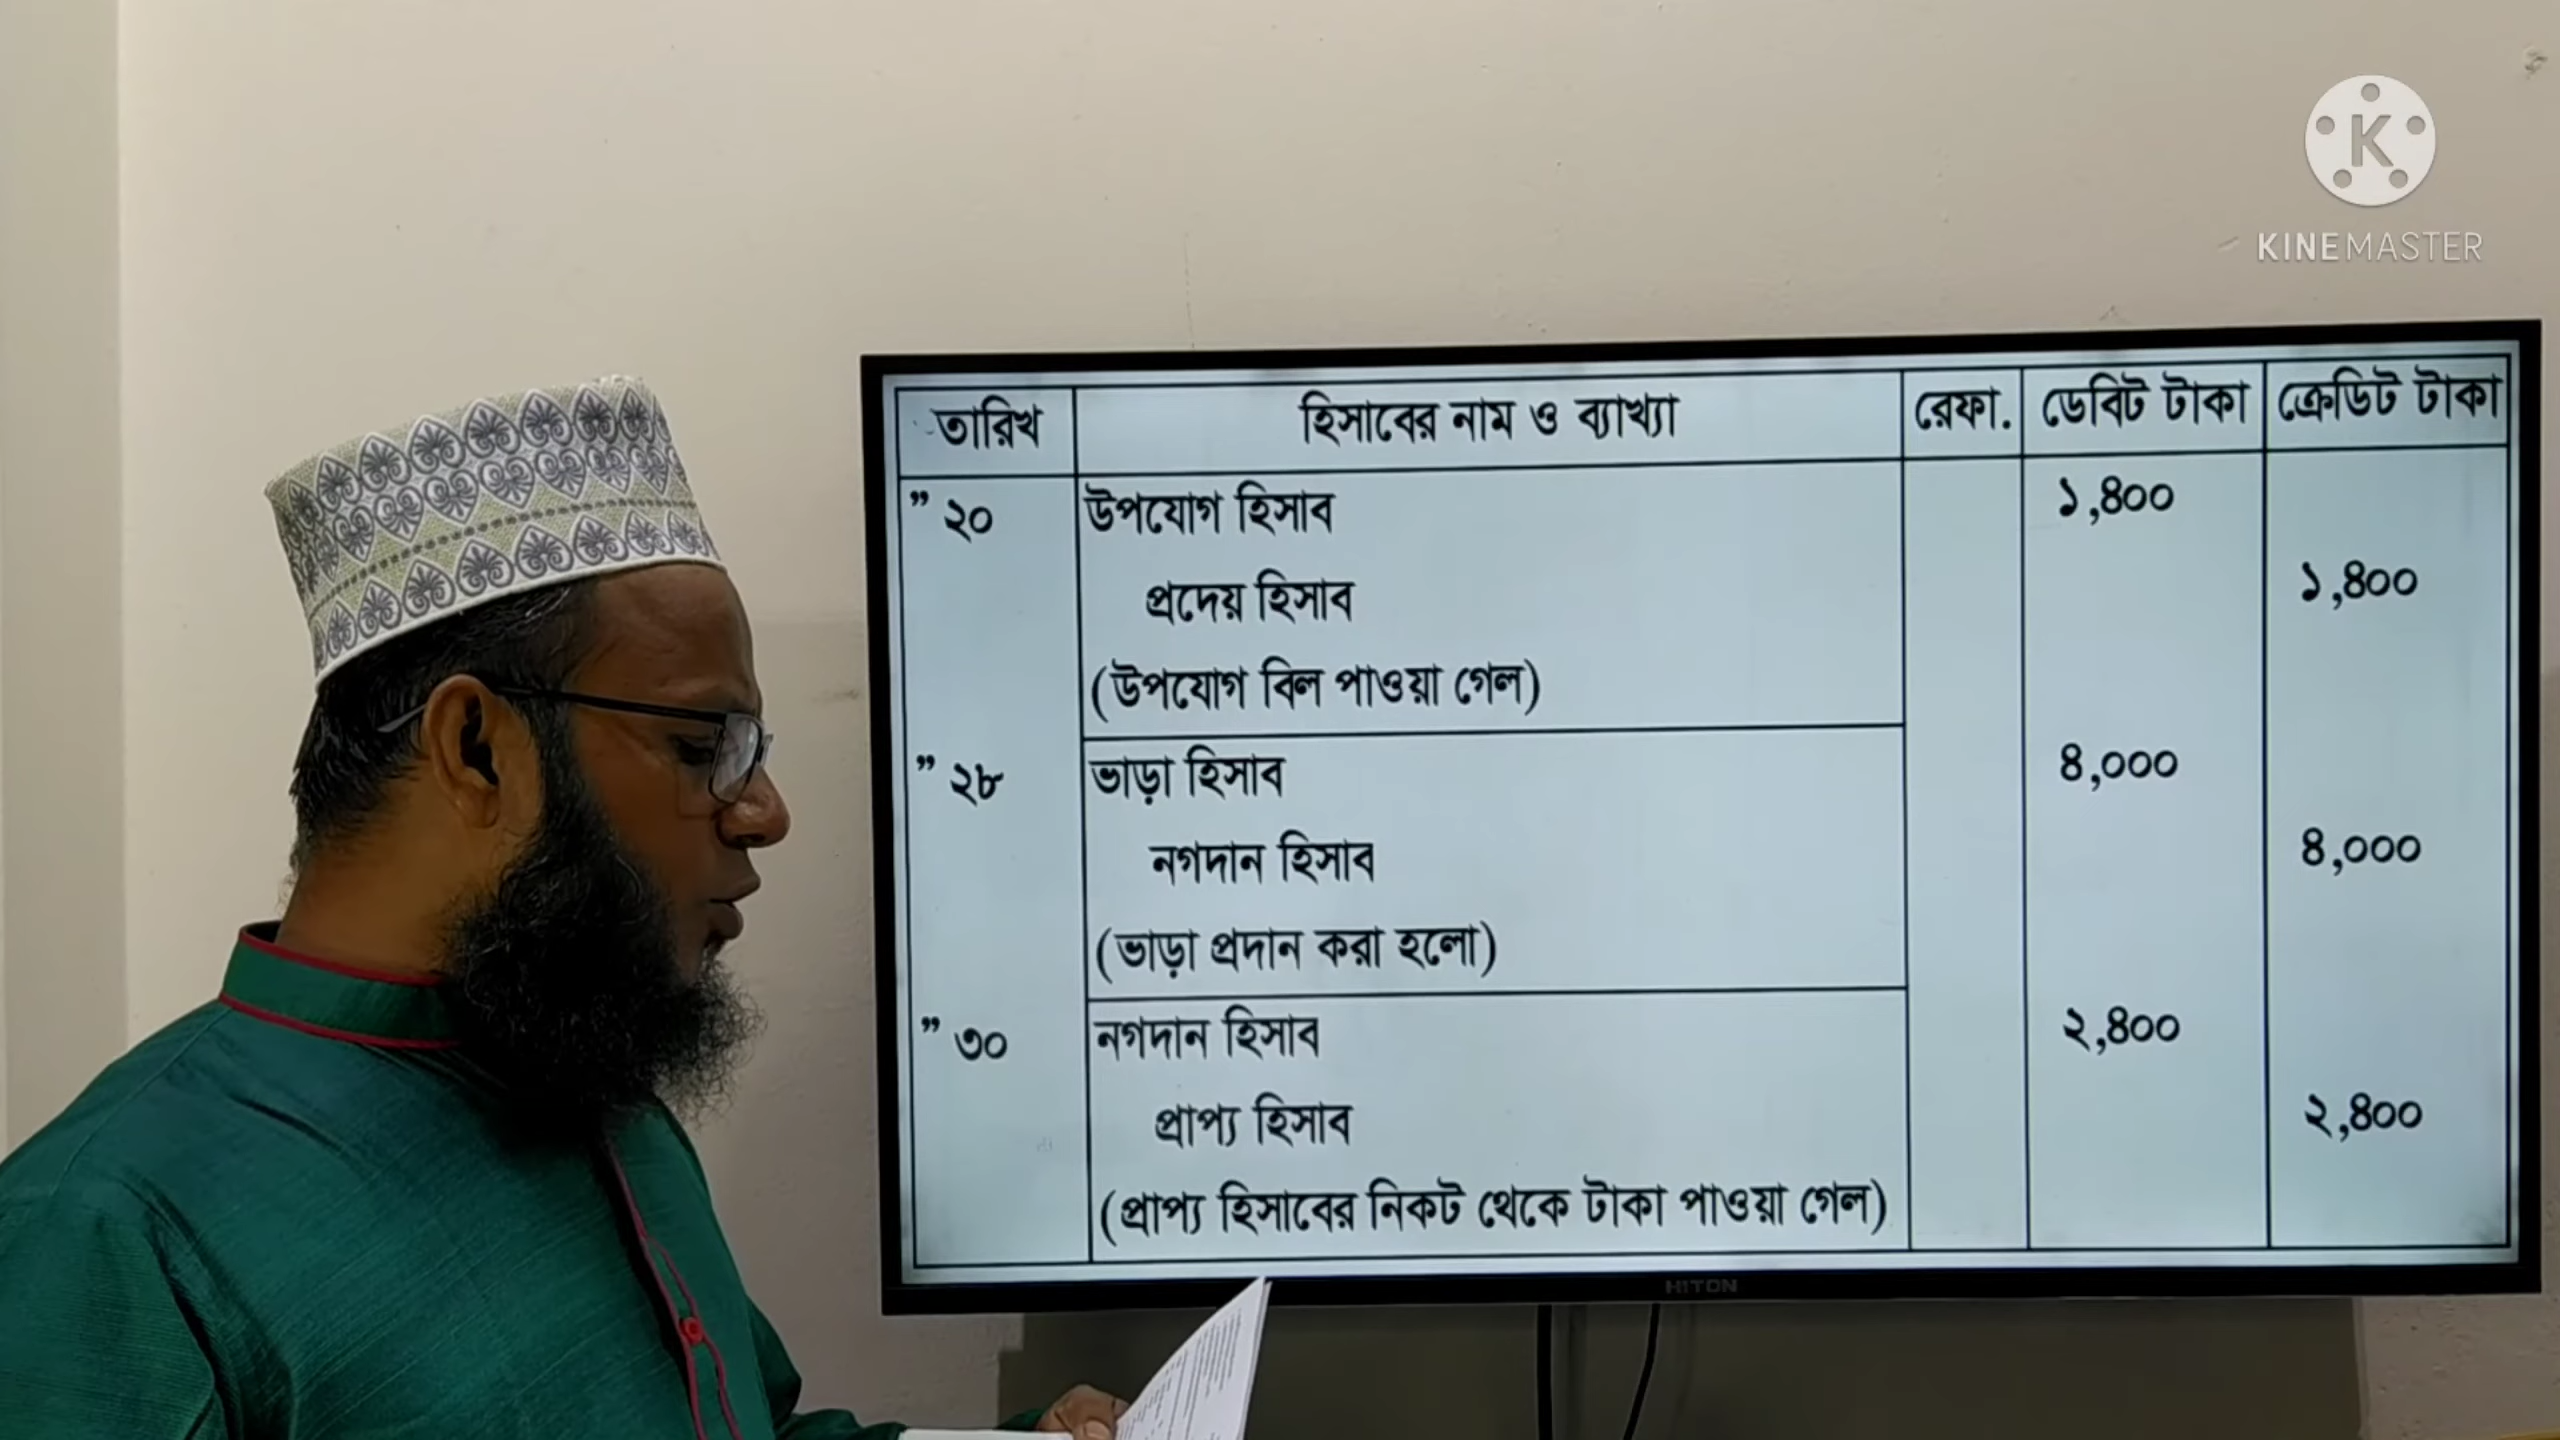 K
KINEMASTER
তারিখ হিসাবের নাম ও ব্যাখ্যা রেফা. ডেবিট টাকা ক্রেডিট টাকা
” ২০ উপযোগ হিসাব ১,৪০০
প্রদেয় হিসাব ১,৪০০
(উপযোগ বিল পাওয়া গেল)
” ২৮ ভাড়া হিসাব ৪,০০০
নগদান হিসাব ৪,০০০
(ভাড়া প্রদান করা হলো)
” ৩০ নগদান হিসাব ২,৪০০
প্রাপ্য হিসাব ২,৪০০
(প্রাপ্য হিসাবের নিকট থেকে টাকা পাওয়া গেল)
HITON